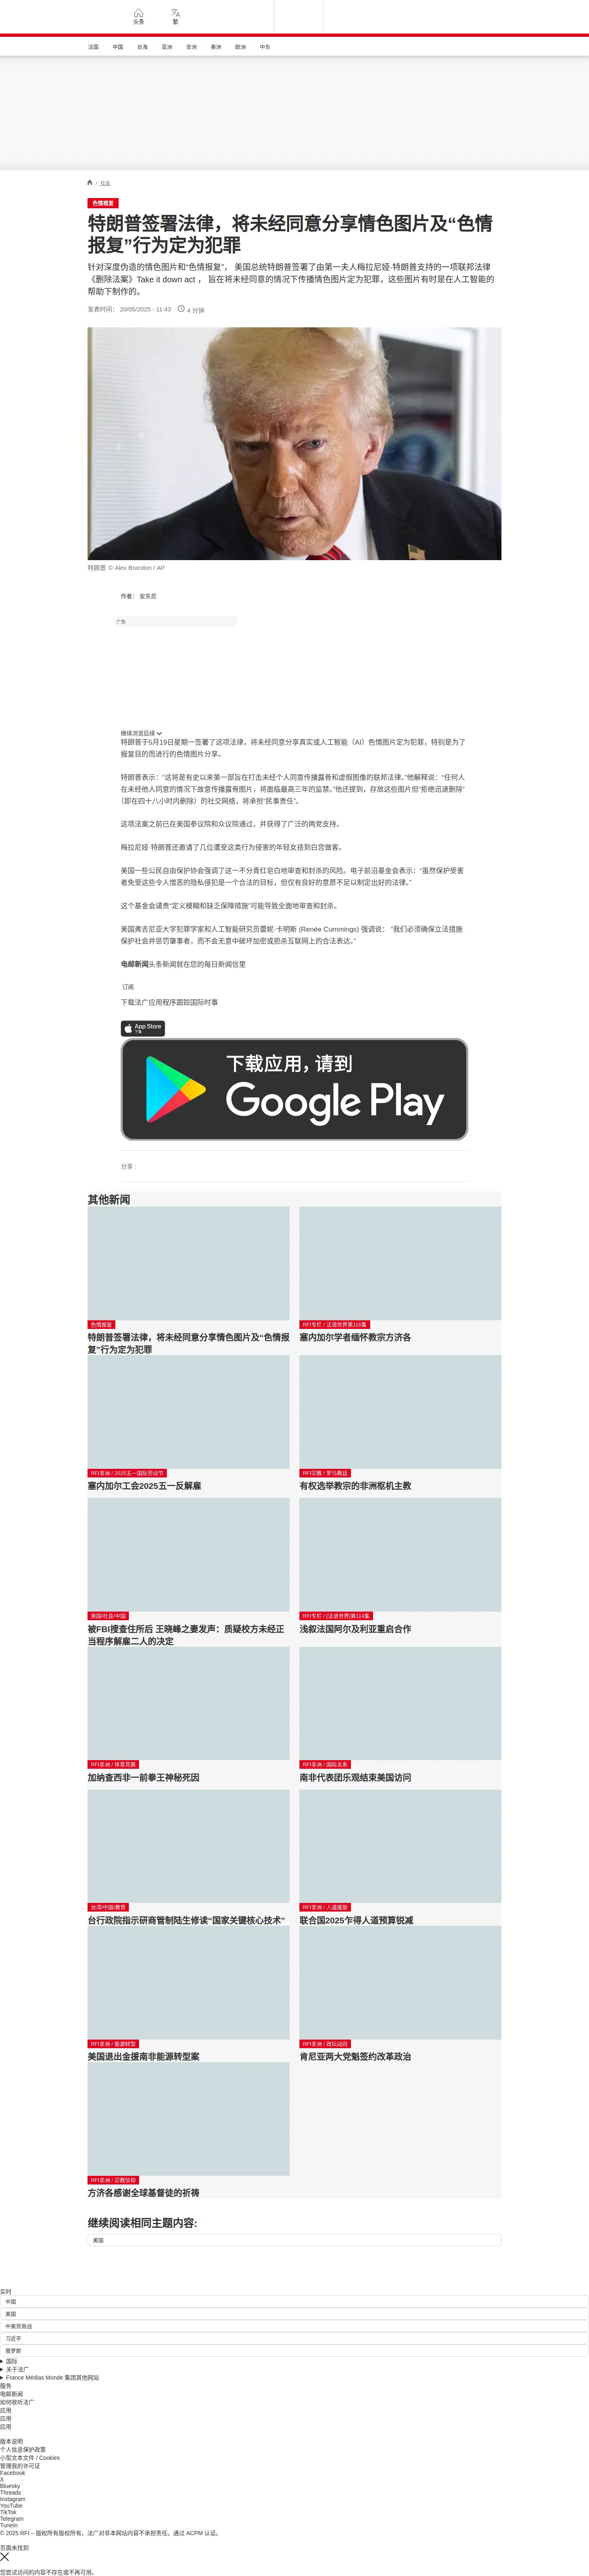 头条
繁
法国
中国
台海
亚洲
非洲
美洲
欧洲
中东
/ 社会
色情报复
特朗普签署法律，将未经同意分享情色图片及“色情
报复”行为定为犯罪
针对深度伪造的情色图片和“色情报复”， 美国总统特朗普签署了由第一夫人梅拉尼娅·特朗普支持的一项联邦法律
《删除法案》Take it down act ， 旨在将未经同意的情况下传播情色图片定为犯罪，这些图片有时是在人工智能的
帮助下制作的。
发表时间： 20/05/2025 - 11:43
4 分钟
特朗普 © Alex Brandon / AP
作者： 安东尼
广告
继续浏览后续
特朗普于5月19日星期一签署了这项法律，将未经同意分享真实或人工智能（AI）色情图片定为犯罪，特别是为了
报复目的而进行的色情图片分享。
特朗普表示：“这将是有史以来第一部旨在打击未经个人同意传播露骨和虚假图像的联邦法律。”他解释说：“任何人
在未经他人同意的情况下故意传播露骨图片，将面临最高三年的监禁。”他还提到，存放这些图片但“拒绝迅速删除”
（即在四十八小时内删除）的社交网络，将承担“民事责任”。
这项法案之前已在美国参议院和众议院通过，并获得了广泛的两党支持。
梅拉尼娅·特朗普还邀请了几位遭受这类行为侵害的年轻女孩到白宫做客。
美国一些公民自由保护协会强调了这一不分青红皂白地审查和封杀的风险。电子前沿基金会表示：“虽然保护受害
者免受这些令人憎恶的隐私侵犯是一个合法的目标，但仅有良好的意愿不足以制定出好的法律。”
这个基金会谴责“定义模糊和缺乏保障措施”可能导致全面地审查和封杀。
美国弗吉尼亚大学犯罪学家和人工智能研究员蕾妮·卡明斯 (Renée Cummings) 强调说： “我们必须确保立法措施
保护社会并惩罚肇事者，而不会无意中破坏加密或扼杀互联网上的合法表达。”
电邮新闻头条新闻就在您的每日新闻信里
订阅
下载法广应用程序跟踪国际时事
App Store
下载
下载应用，请到
Google Play
分享 :
其他新闻
色情报复
特朗普签署法律，将未经同意分享情色图片及“色情报
复”行为定为犯罪
RFI专栏 / 法语世界第116集
塞内加尔学者缅怀教宗方济各
RFI非洲 / 2025五一国际劳动节
塞内加尔工会2025五一反解雇
RFI宗教 / 罗马教廷
有权选举教宗的非洲枢机主教
美国/社会/中国
被FBI搜查住所后 王晓峰之妻发声：质疑校方未经正
当程序解雇二人的决定
RFI专栏 / [法语世界]第114集
浅叙法国阿尔及利亚重启合作
RFI非洲 / 体育竞赛
加纳查西非一前拳王神秘死因
RFI非洲 / 国际关系
南非代表团乐观结束美国访问
台湾/中国/教育
台行政院指示研商管制陆生修读“国家关键核心技术”
RFI非洲 / 人道援助
联合国2025乍得人道预算锐减
RFI非洲 / 能源转型
美国退出金援南非能源转型案
RFI非洲 / 政坛动向
肯尼亚两大党魁签约改革政治
RFI非洲 / 宗教信仰
方济各感谢全球基督徒的祈祷
继续阅读相同主题内容:
美国
实时
中国
美国
中美贸易战
习近平
俄罗斯
国际
关于法广
France Médias Monde 集团其他网站
服务
电邮新闻
如何收听法广
应用
应用
应用
版本说明
个人信息保护政策
小型文本文件 / Cookies
管理我的许可证
Facebook
X
Bluesky
Threads
Instagram
YouTube
TikTok
Telegram
TuneIn
© 2025 RFI – 版权所有版权所有。法广对非本网站内容不承担责任。通过 ACPM 认证。
页面未找到
您尝试访问的内容不存在或不再可用。